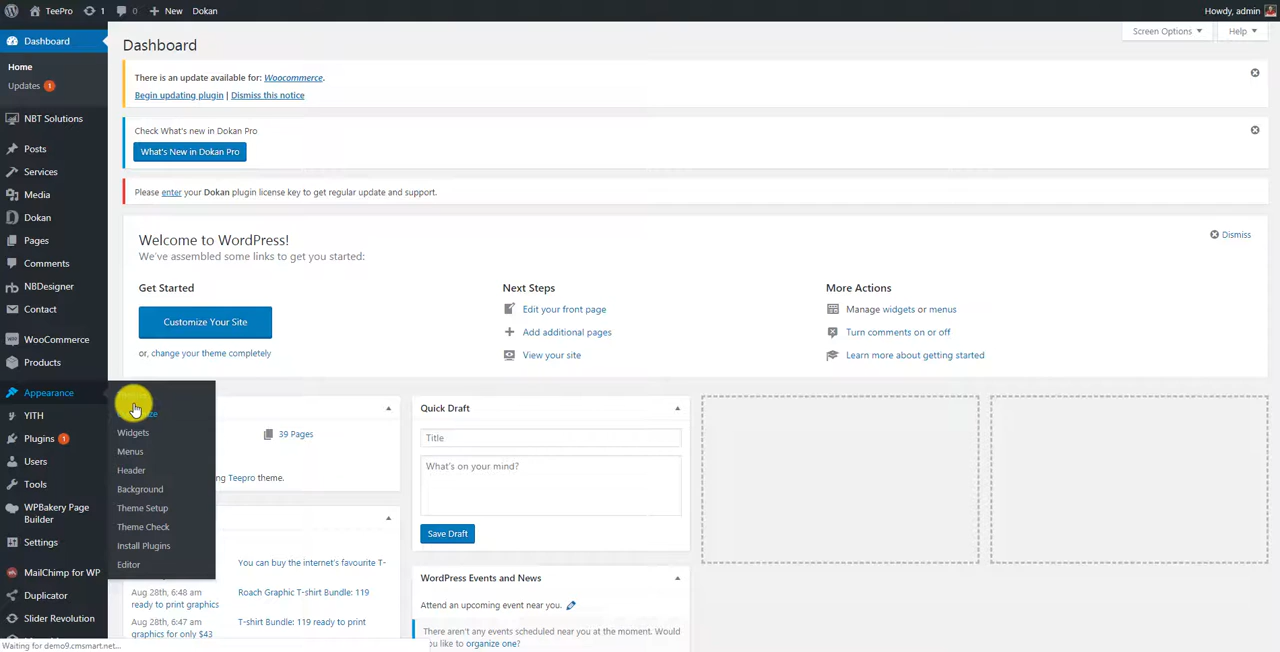 TeePro 1 0 New Dokan Howdy, admin
Dashboard
Home
Updates 1
NBT Solutions
Posts
Services
Media
Dokan
Pages
Comments
NBDesigner
Contact
WooCommerce
Products
Appearance
YITH
Plugins 1
Users
Tools
WPBakery Page
Builder
Settings
MailChimp for WP
Duplicator
Slider Revolution
Widgets
Menus
Header
Background
Theme Setup
Theme Check
Install Plugins
Editor
Dashboard
Screen Options Help
There is an update available for: Woocommerce.
Begin updating plugin | Dismiss this notice
Check What's new in Dokan Pro
What's New in Dokan Pro
Please enter your Dokan plugin license key to get regular update and support.
Welcome to WordPress!
Dismiss
We've assembled some links to get you started:
Get Started
Customize Your Site
or, change your theme completely
Next Steps
Edit your front page
Add additional pages
View your site
More Actions
Manage widgets or menus
Turn comments on or off
Learn more about getting started
39 Pages
ng Teepro theme.
You can buy the internet's favourite T-
Aug 28th, 6:48 am Roach Graphic T-shirt Bundle: 119
ready to print graphics
Aug 28th, 6:47 am T-shirt Bundle: 119 ready to print
graphics for only $43
Quick Draft
Title
What's on your mind?
Save Draft
WordPress Events and News
Attend an upcoming event near you.
There aren't any events scheduled near you at the moment. Would
you like to organize one?
Waiting for demo9.cmsmart.net...